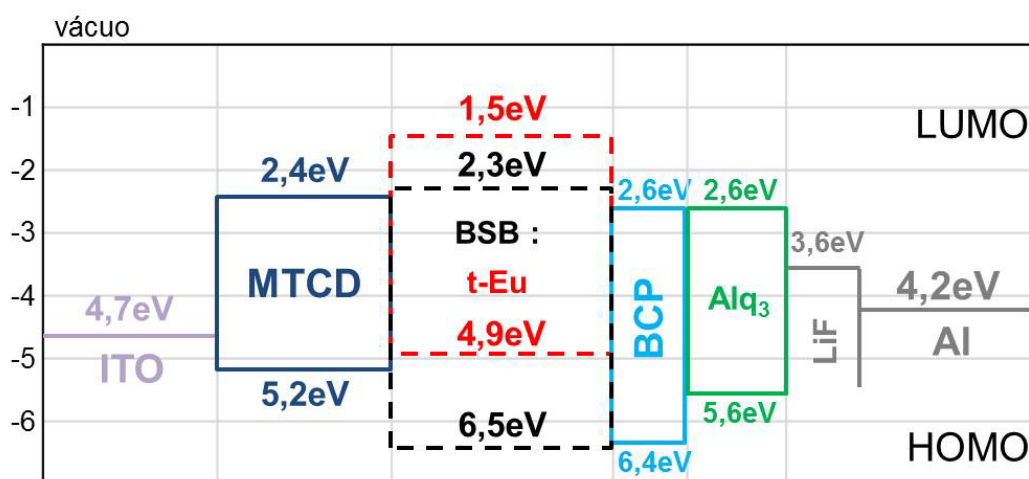 vácuo
-1
-2
-3
-4
-5
-6
LUMO
HOMO
4,7eV
ITO
2,4eV
MTCD
5,2eV
1,5eV
2,3eV
BSB :
t-Eu
4,9eV
6,5eV
2,6eV
BCP
6,4eV
2,6eV
Alq3
5,6eV
3,6eV
LiF
4,2eV
Al